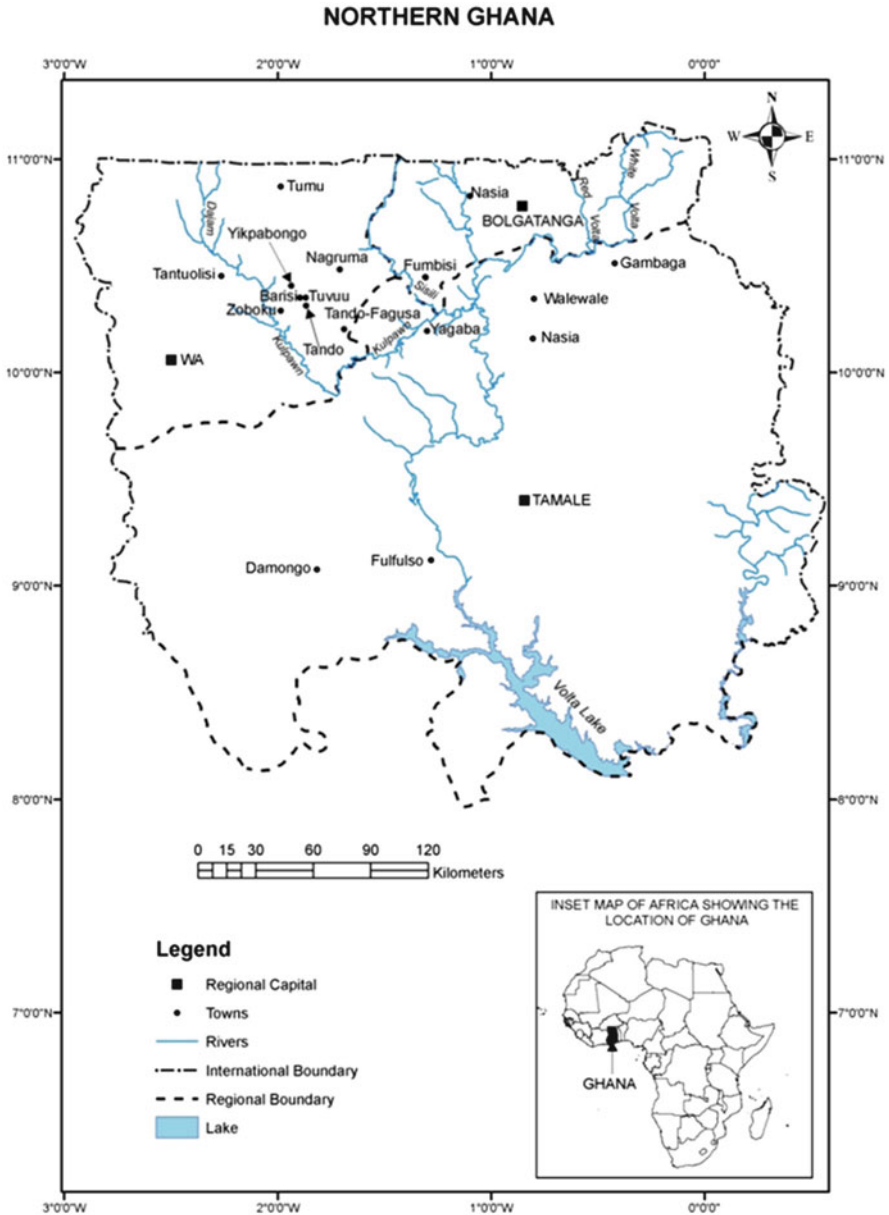 NORTHERN GHANA
3°0'0"W
2°0'0"W
1°0'0"W
0°0'0"
N
W
E
S
11°0'0"N
11°0'0"N
Tumu
Nasia
Red
White
BOLGATANGA
Volta
Volta
Dajam
Yikpabongo
Nagruma
Fumbisi
Gambaga
Tantuolisi
Sisili
Barisi
Tuvuu
Walewale
Zoboku
Tando-Fagusa
Kulpawn
Yagaba
Nasia
Tando
Kulpawn
WA
10°0'0"N
10°0'0"N
TAMALE
Damongo
Fulfulso
9°0'0"N
9°0'0"N
Volta Lake
8°0'0"N
8°0'0"N
0 15 30 60 90 120
Kilometers
INSET MAP OF AFRICA SHOWING THE
LOCATION OF GHANA
GHANA
Legend
Regional Capital
Towns
Rivers
International Boundary
Regional Boundary
Lake
7°0'0"N
7°0'0"N
3°0'0"W
2°0'0"W
1°0'0"W
0°0'0"